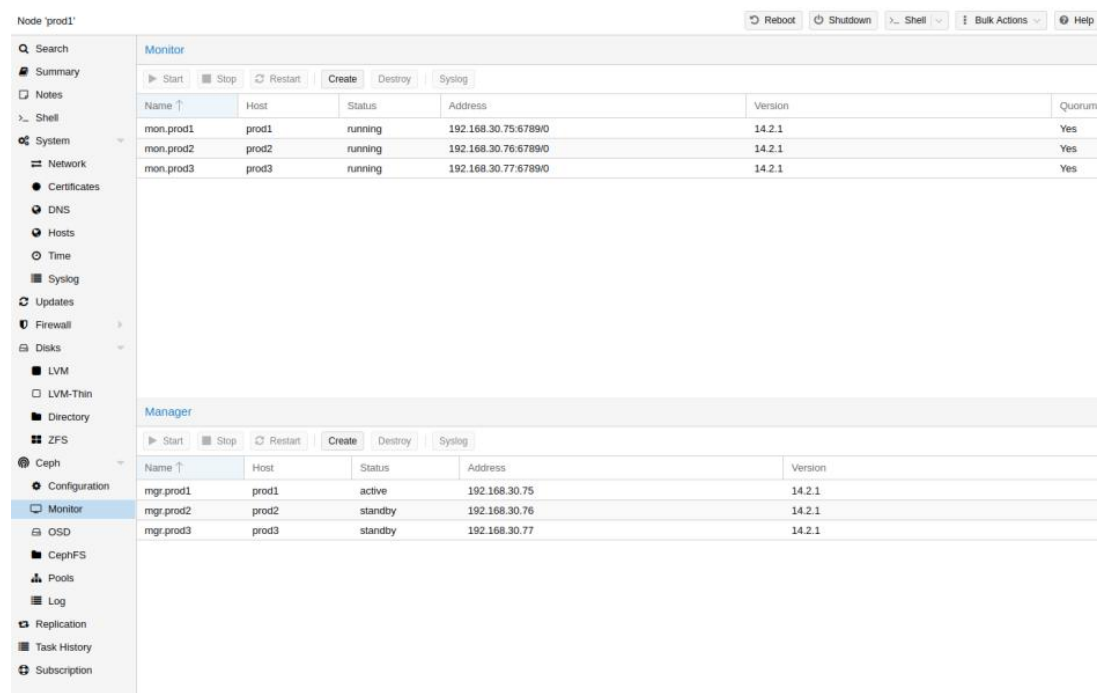 Node 'prod1'
Reboot Shutdown Shell Bulk Actions Help
Search
Summary
Notes
Shell
System
Network
Certificates
DNS
Hosts
Time
Syslog
Updates
Firewall
Disks
LVM
LVM-Thin
Directory
ZFS
Ceph
Configuration
Monitor
OSD
CephFS
Pools
Log
Replication
Task History
Subscription
Monitor
Start Stop Restart Create Destroy Syslog
Name Host Status Address Version Quorum
mon.prod1 prod1 running 192.168.30.75:6789/0 14.2.1 Yes
mon.prod2 prod2 running 192.168.30.76:6789/0 14.2.1 Yes
mon.prod3 prod3 running 192.168.30.77:6789/0 14.2.1 Yes
Manager
Start Stop Restart Create Destroy Syslog
Name Host Status Address Version
mgr.prod1 prod1 active 192.168.30.75 14.2.1
mgr.prod2 prod2 standby 192.168.30.76 14.2.1
mgr.prod3 prod3 standby 192.168.30.77 14.2.1